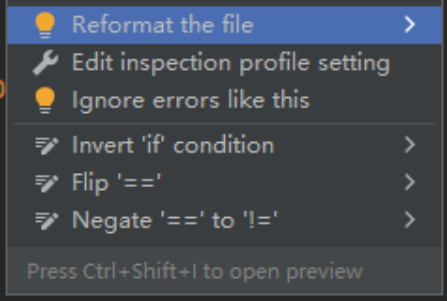 Reformat the file
Edit inspection profile setting
Ignore errors like this
Invert 'if' condition
Flip '=='
Negate '==' to '!='
Press Ctrl+Shift+I to open preview